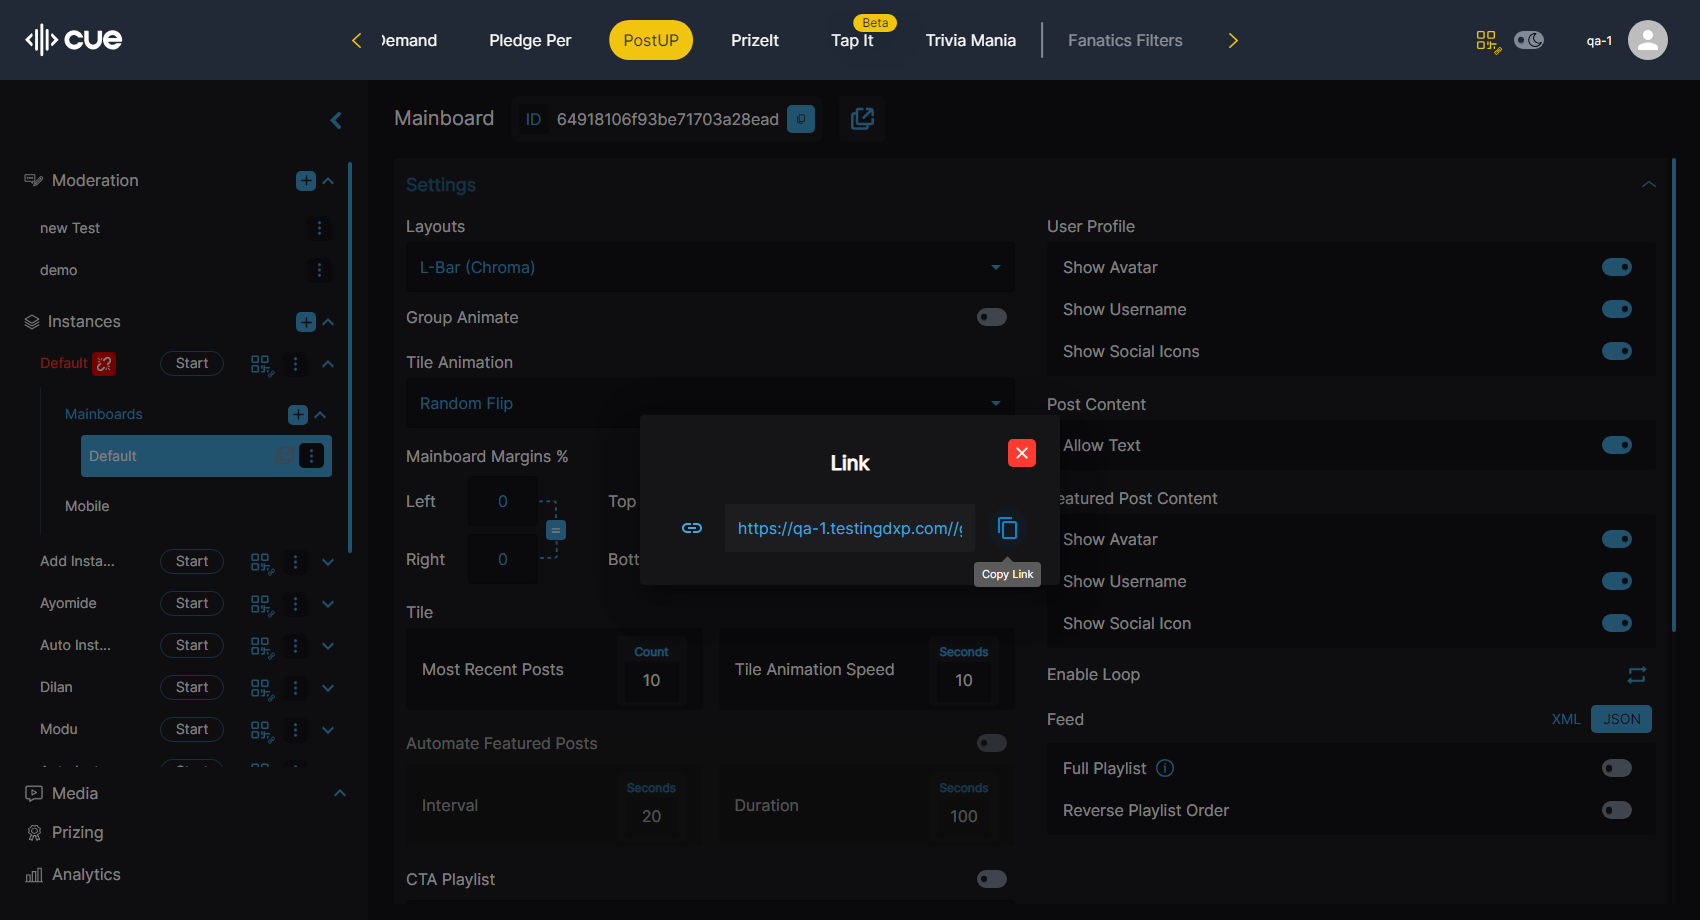 cue
Demand
Pledge Per
PostUP
PrizeIt
Beta
Tap It
Trivia Mania
Fanatics Filters
qa-1
Mainboard
ID
64918106f93be71703a28ead
Moderation
new Test
demo
Instances
Default
Start
Mainboards
Default
Mobile
Add Insta...
Start
Ayomide
Start
Auto Inst...
Start
Dilan
Start
Modu
Start
Media
Prizing
Analytics
Settings
Layouts
L-Bar (Chroma)
Group Animate
Tile Animation
Random Flip
Mainboard Margins %
Left
0
Top
Right
0
Bott
Tile
Most Recent Posts
Count
10
Tile Animation Speed
Seconds
10
Automate Featured Posts
Interval
Seconds
20
Duration
Seconds
100
CTA Playlist
User Profile
Show Avatar
Show Username
Show Social Icons
Post Content
Allow Text
eatured Post Content
Show Avatar
Show Username
Show Social Icon
Enable Loop
Feed
XML
JSON
Full Playlist
Reverse Playlist Order
Link
https://qa-1.testingdxp.com//g
Copy Link